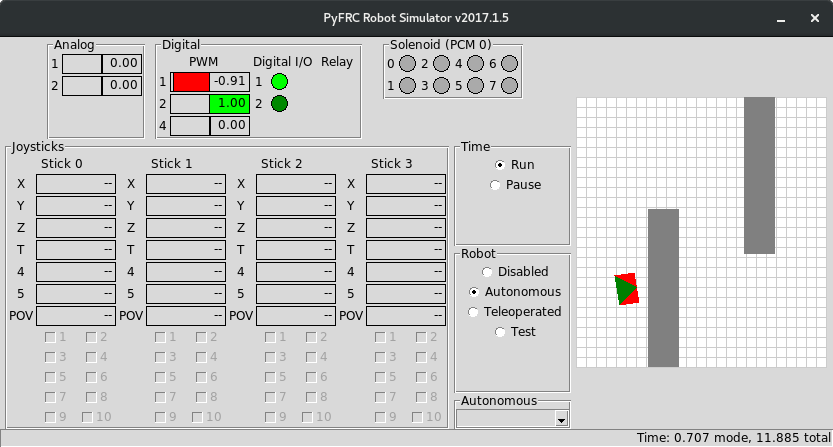 PyFRC Robot Simulator v2017.1.5
Analog
1 0.00
2 0.00
Digital
PWM Digital I/O Relay
1 -0.91 1
2 1.00 2
4 0.00
Solenoid (PCM 0)
0 2 4 6
1 3 5 7
Joysticks
Stick 0 Stick 1 Stick 2 Stick 3
X -- X -- X -- X --
Y -- Y -- Y -- Y --
Z -- Z -- Z -- Z --
T -- T -- T -- T --
4 -- 4 -- 4 -- 4 --
5 -- 5 -- 5 -- 5 --
POV -- POV -- POV -- POV --
1 2 1 2 1 2 1 2
3 4 3 4 3 4 3 4
5 6 5 6 5 6 5 6
7 8 7 8 7 8 7 8
9 10 9 10 9 10 9 10
Time
Run
Pause
Robot
Disabled
Autonomous
Teleoperated
Test
Autonomous
Time: 0.707 mode, 11.885 total